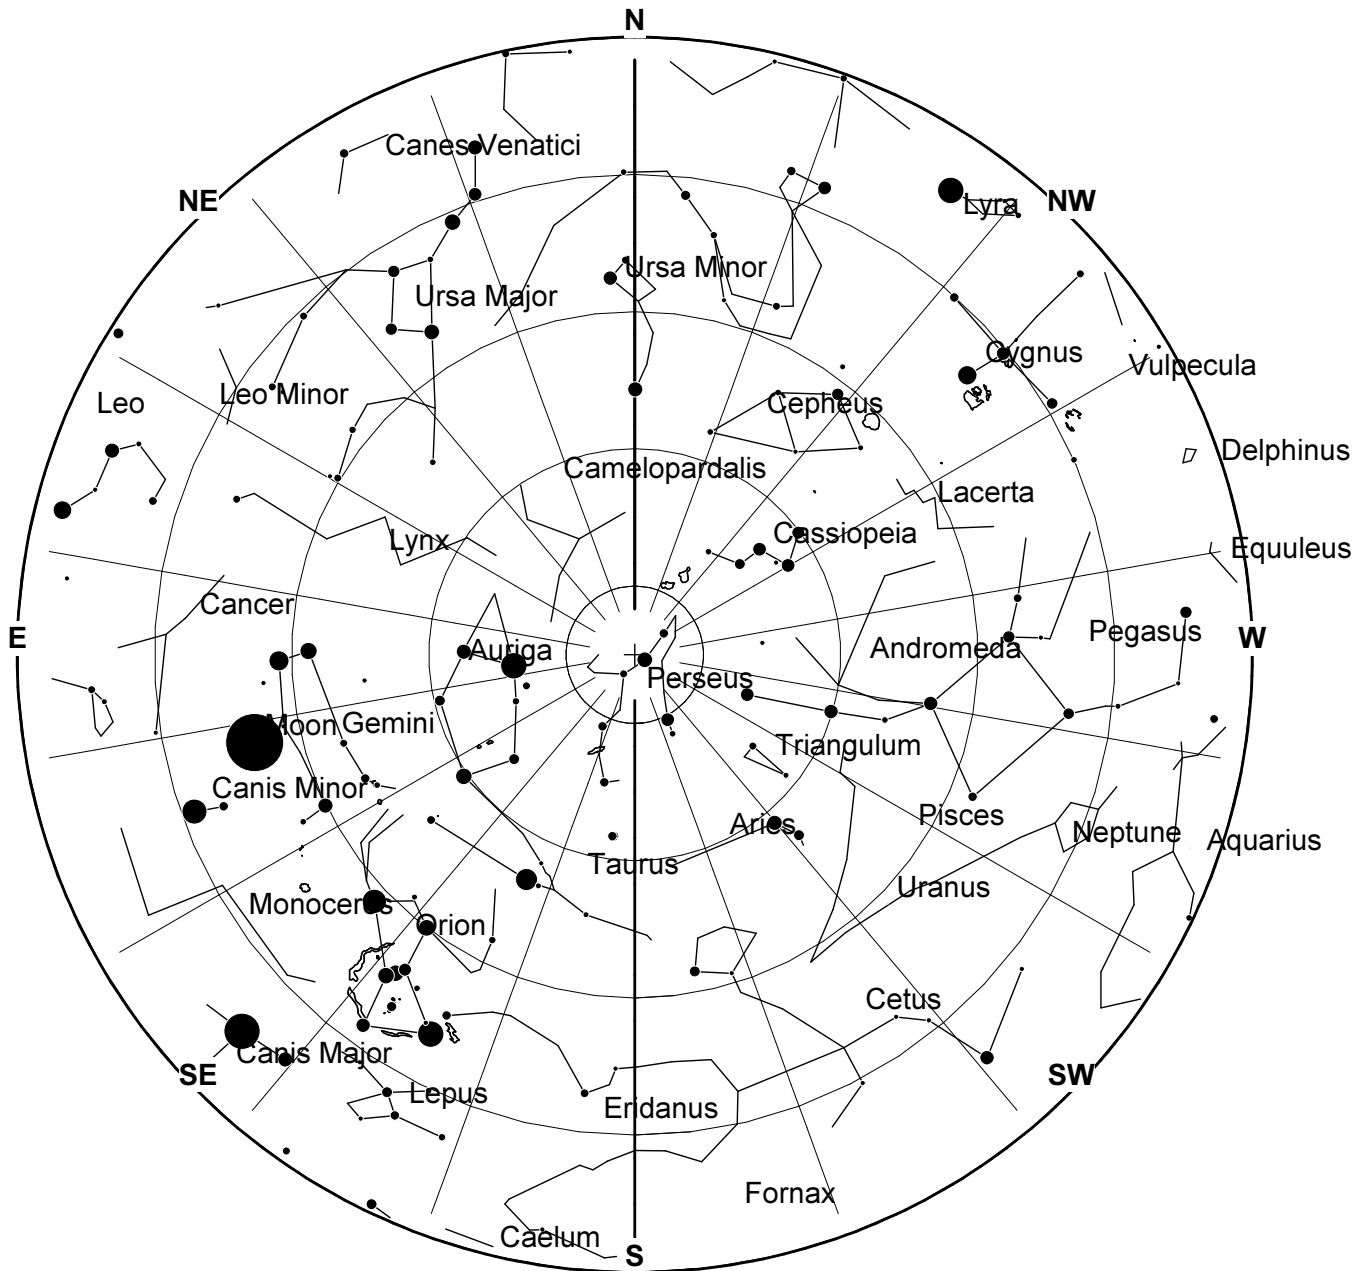 N
Canes Venatici
NE
NW
Lyra
Ursa Minor
Ursa Major
Cygnus
Vulpecula
Leo Minor
Leo
Cepheus
Delphinus
Camelopardalis
Lacerta
Cassiopeia
Lynx
Equuleus
Cancer
Pegasus
E
W
Auriga
Andromeda
Perseus
Moon
Gemini
Triangulum
Canis Minor
Pisces
Aries
Neptune
Aquarius
Taurus
Uranus
Monoceros
Orion
Cetus
Canis Major
SE
SW
Lepus
Eridanus
Fornax
Caelum
S